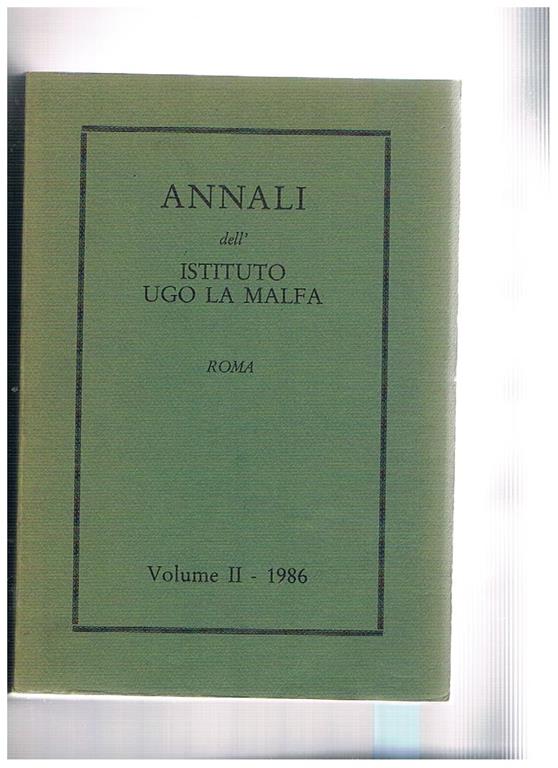 ANNALI
dell'
ISTITUTO
UGO LA MALFA
ROMA
Volume II - 1986